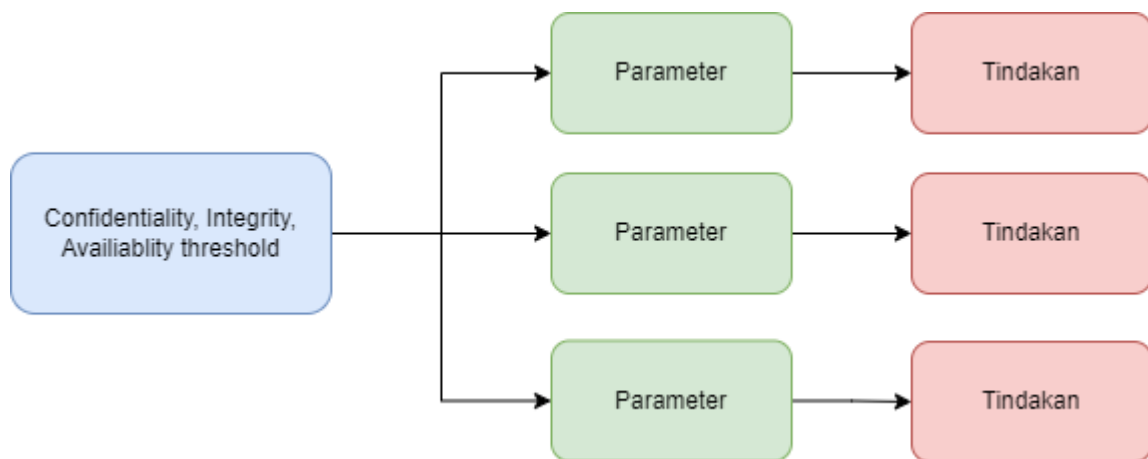 Parameter
Tindakan
Confidentiality, Integrity,
Availiablity threshold
Parameter
Tindakan
Parameter
Tindakan